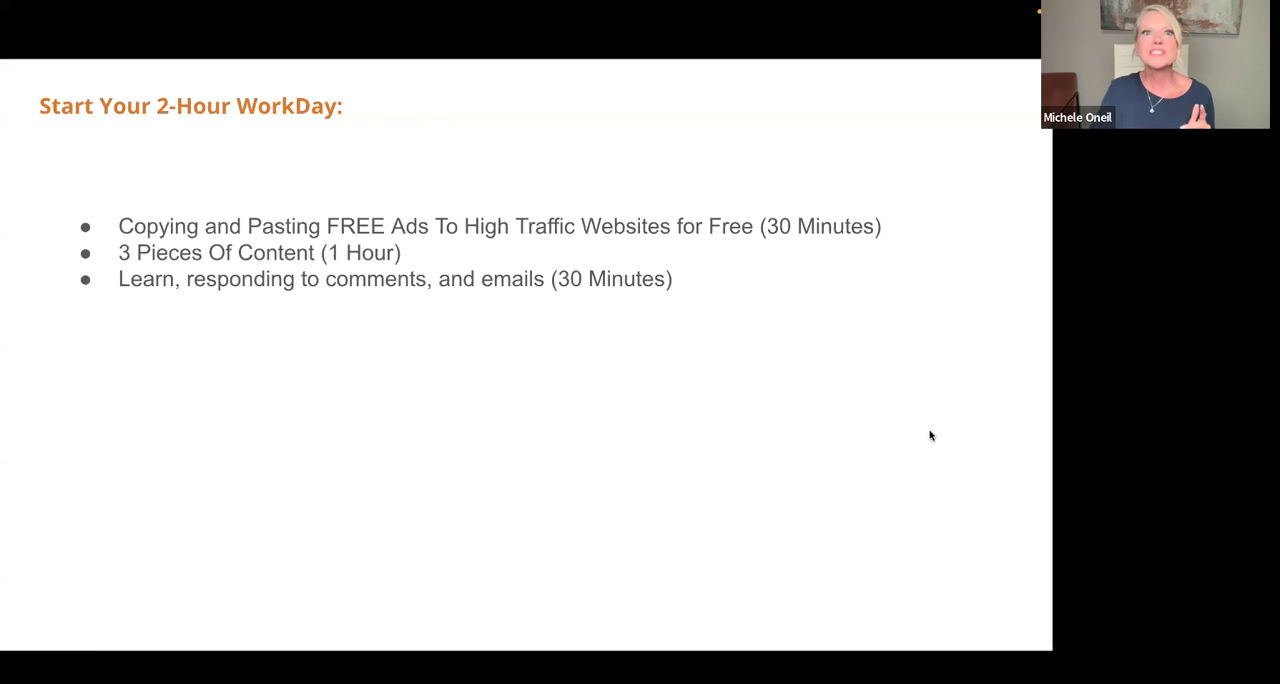 Start Your 2-Hour WorkDay:
Michele Oneil
● Copying and Pasting FREE Ads To High Traffic Websites for Free (30 Minutes)
● 3 Pieces Of Content (1 Hour)
● Learn, responding to comments, and emails (30 Minutes)